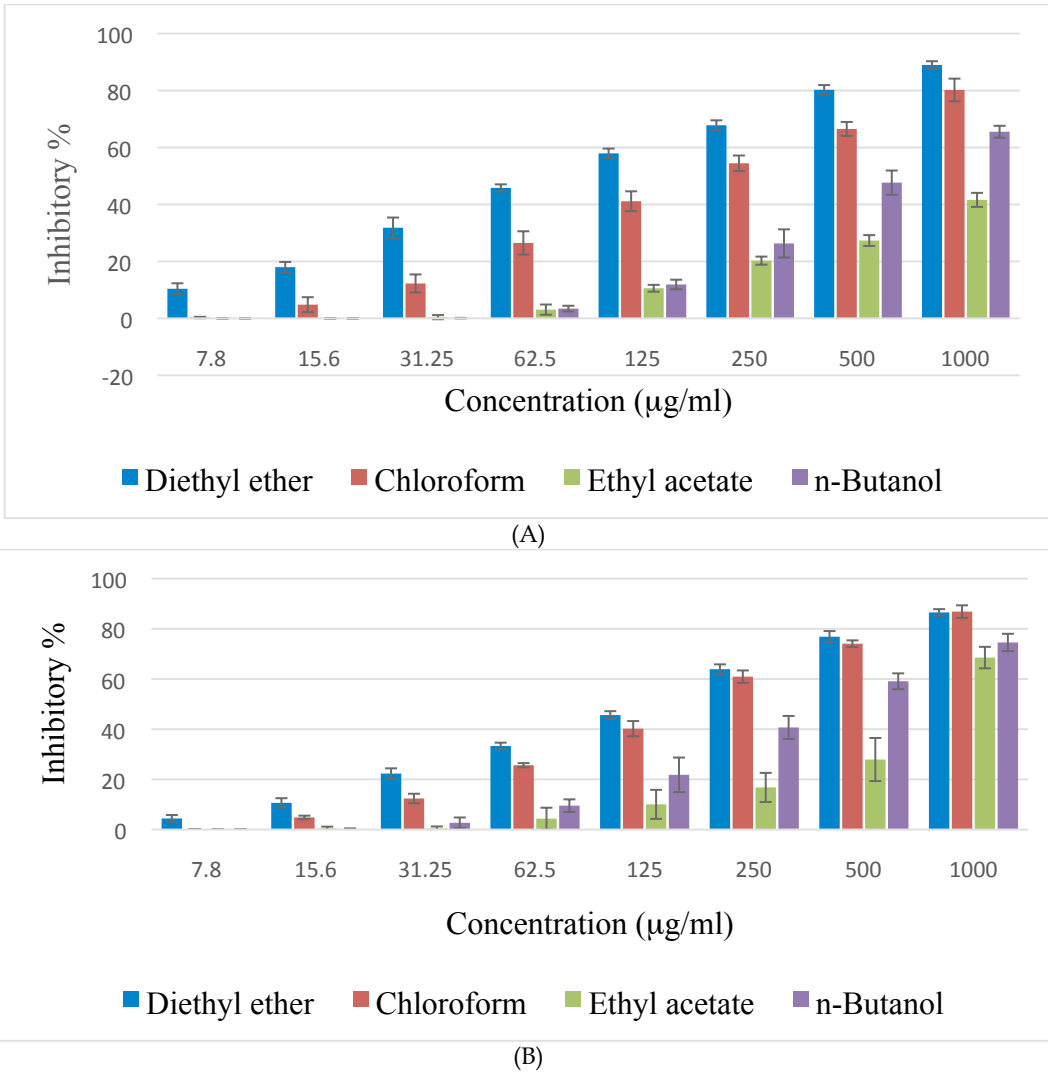 100
80
60
40
20
0
-20
Inhibitory %
7.8 15.6 31.25 62.5 125 250 500 1000
Concentration (µg/ml)
Diethyl ether Chloroform Ethyl acetate n-Butanol
(A)
100
80
60
40
20
0
Inhibitory %
7.8 15.6 31.25 62.5 125 250 500 1000
Concentration (µg/ml)
Diethyl ether Chloroform Ethyl acetate n-Butanol
(B)